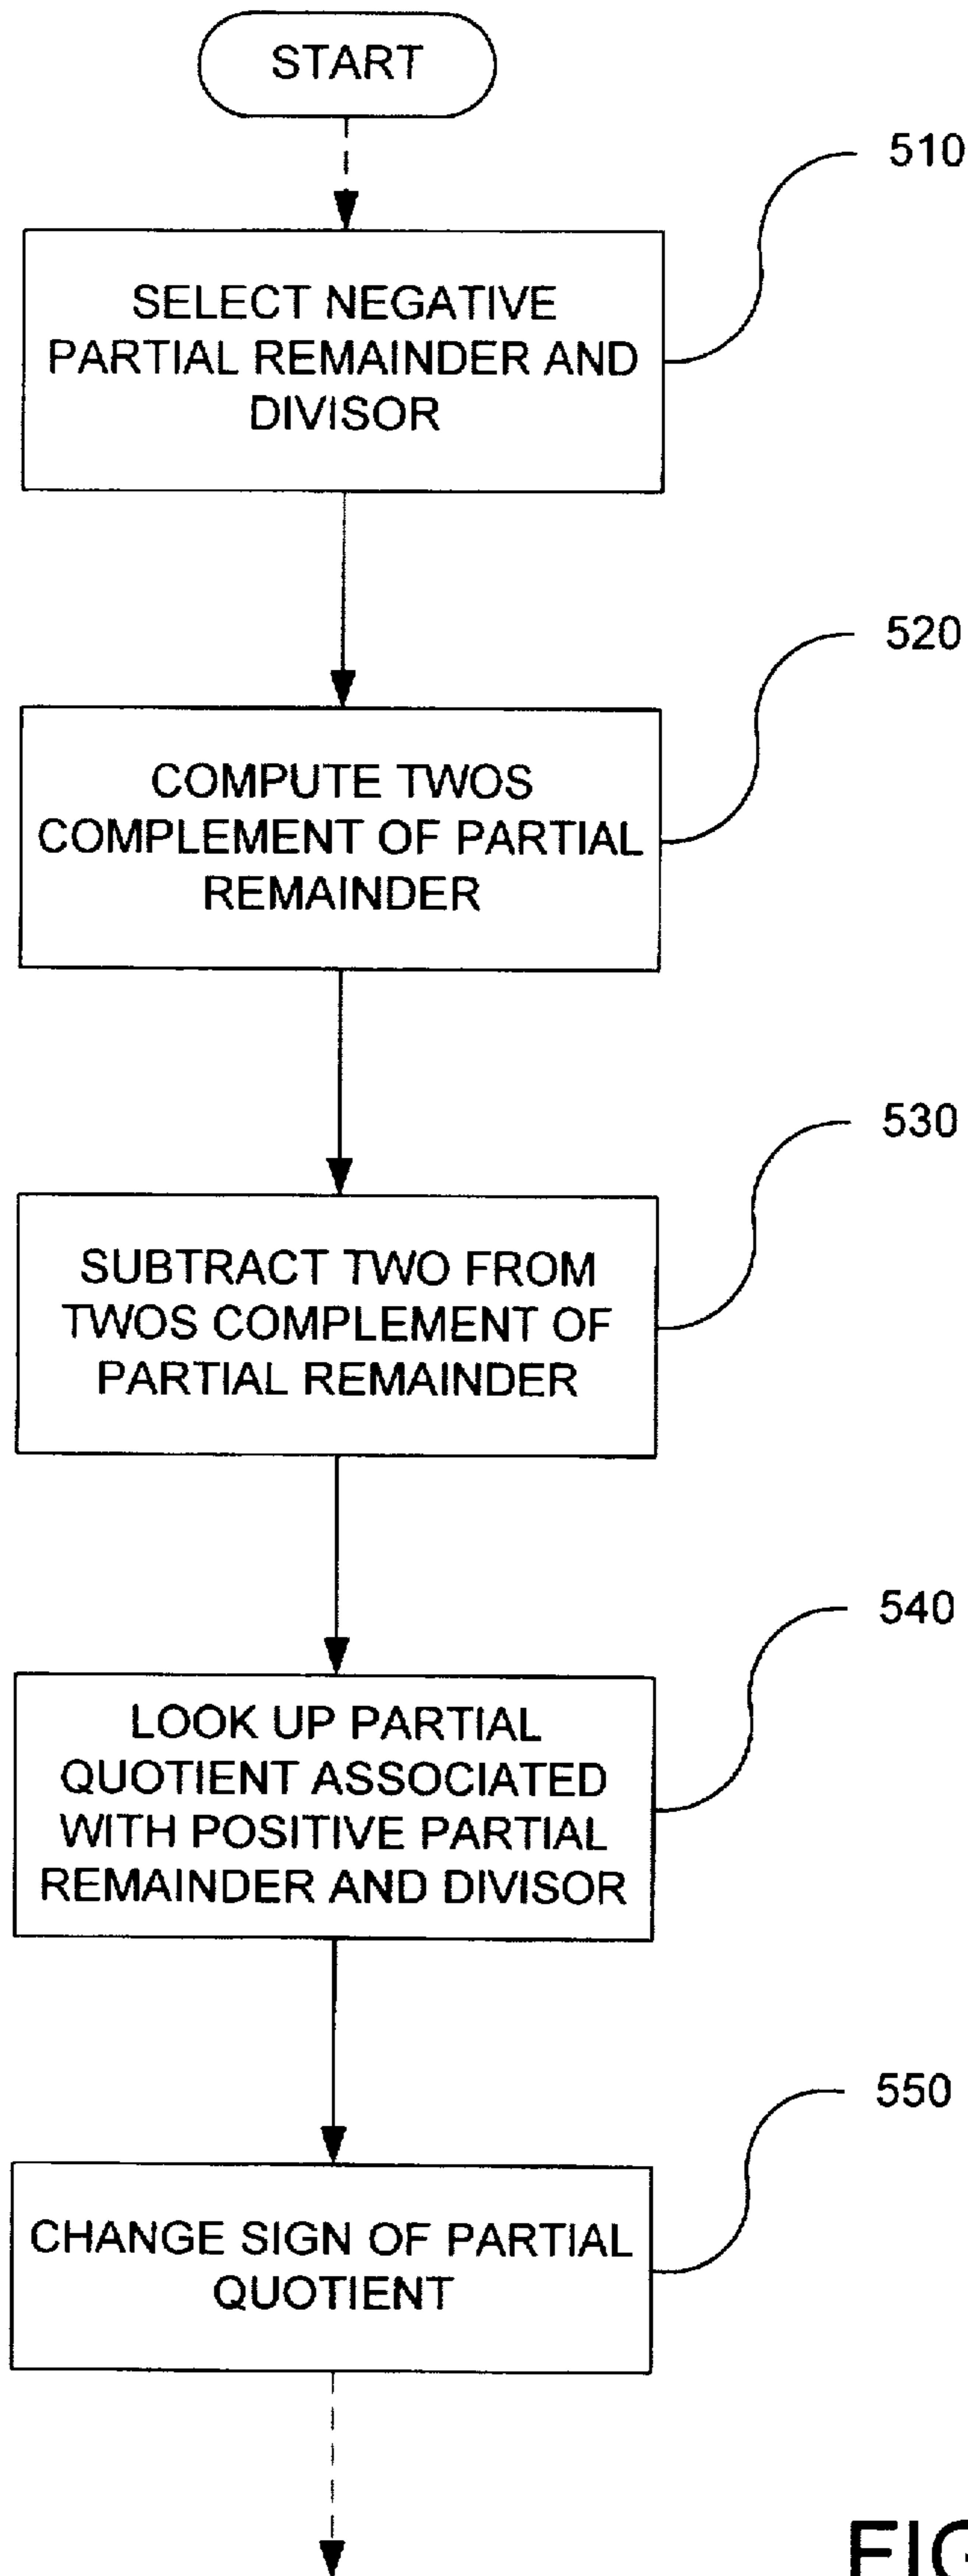 START
510
SELECT NEGATIVE
PARTIAL REMAINDER AND
DIVISOR
520
COMPUTE TWOS
COMPLEMENT OF PARTIAL
REMAINDER
530
SUBTRACT TWO FROM
TWOS COMPLEMENT OF
PARTIAL REMAINDER
540
LOOK UP PARTIAL
QUOTIENT ASSOCIATED
WITH POSITIVE PARTIAL
REMAINDER AND DIVISOR
550
CHANGE SIGN OF PARTIAL
QUOTIENT
FIG